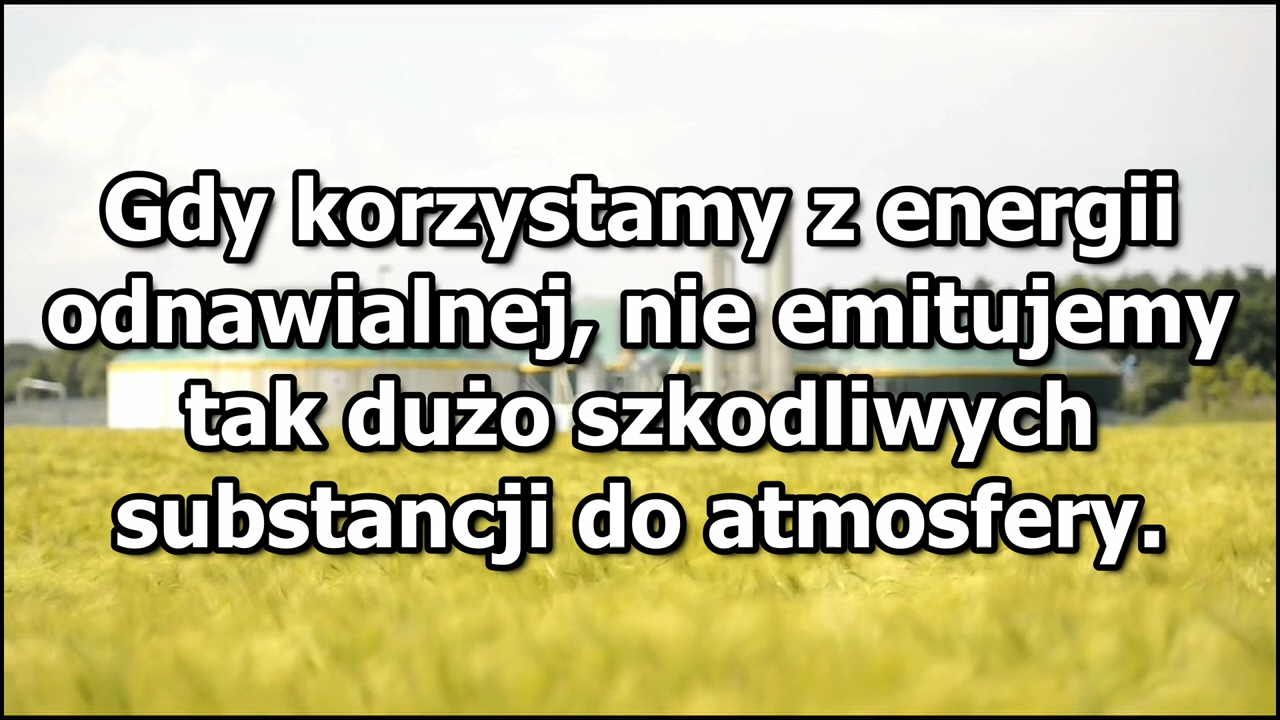 Gdy korzystamy z energii
odnawialnej, nie emitujemy
tak dużo szkodliwych
substancji do atmosfery.